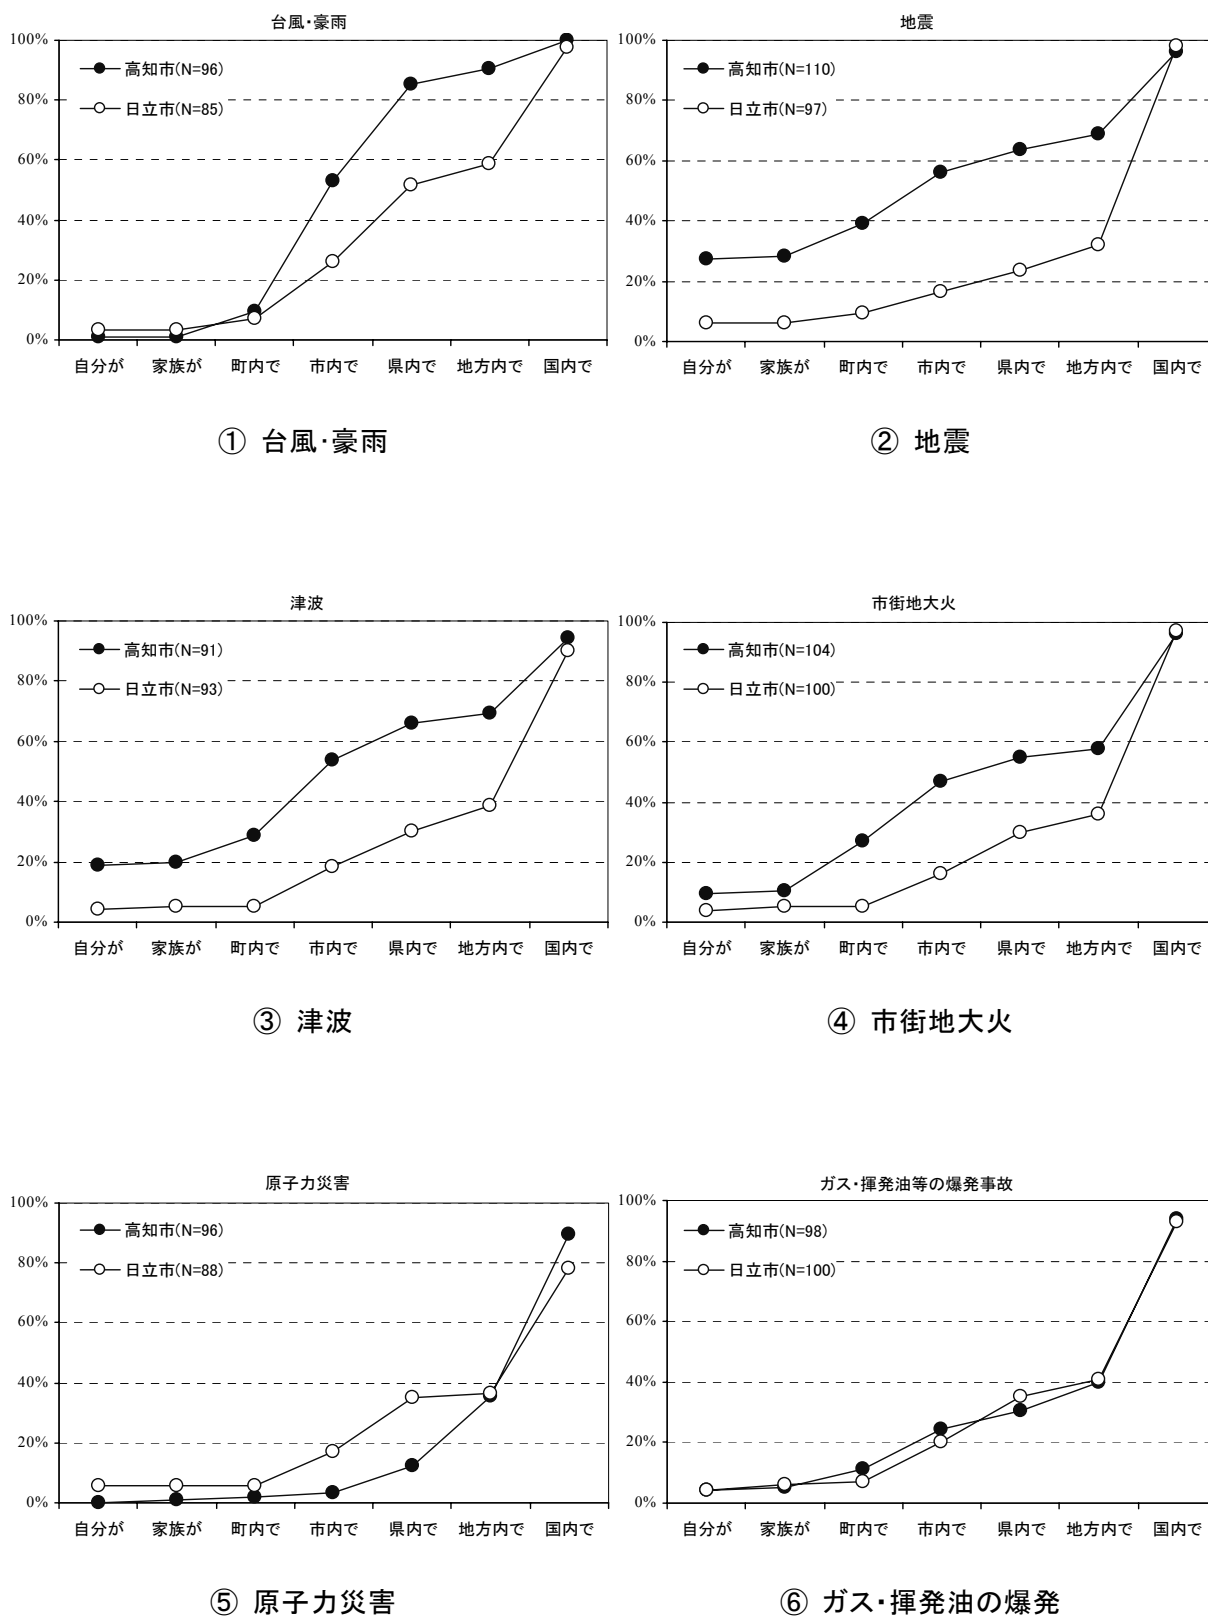 台風・豪雨
100%
80%
60%
40%
20%
0%
高知市(N=96)
日立市(N=85)
自分が 家族が 町内で 市内で 県内で 地方内で 国内で
① 台風・豪雨
地震
100%
80%
60%
40%
20%
0%
高知市(N=110)
日立市(N=97)
自分が 家族が 町内で 市内で 県内で 地方内で 国内で
② 地震
津波
100%
80%
60%
40%
20%
0%
高知市(N=91)
日立市(N=93)
自分が 家族が 町内で 市内で 県内で 地方内で 国内で
③ 津波
市街地大火
100%
80%
60%
40%
20%
0%
高知市(N=104)
日立市(N=100)
自分が 家族が 町内で 市内で 県内で 地方内で 国内で
④ 市街地大火
原子力災害
100%
80%
60%
40%
20%
0%
高知市(N=96)
日立市(N=88)
自分が 家族が 町内で 市内で 県内で 地方内で 国内で
⑤ 原子力災害
ガス・揮発油等の爆発事故
100%
80%
60%
40%
20%
0%
高知市(N=98)
日立市(N=100)
自分が 家族が 町内で 市内で 県内で 地方内で 国内で
⑥ ガス・揮発油の爆発